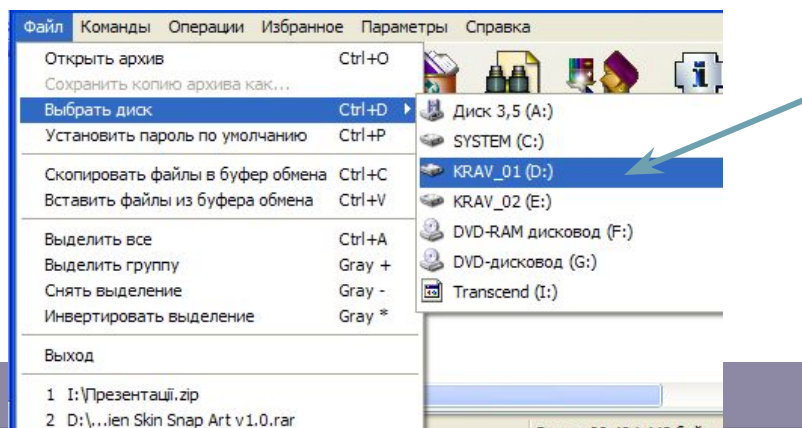 Файл Команды Операции Избранное Параметры Справка
Открыть архив Ctrl+O
Сохранить копию архива как...
Выбрать диск Ctrl+D
Установить пароль по умолчанию Ctrl+P
Скопировать файлы в буфер обмена Ctrl+C
Вставить файлы из буфера обмена Ctrl+V
Выделить все Ctrl+A
Выделить группу Gray +
Снять выделение Gray -
Инвертировать выделение Gray *
Выход
1 I:\Презентації.zip
2 D:\...ien Skin Snap Art v1.0.rar
Диск 3,5 (A:)
SYSTEM (C:)
KRAV_01 (D:)
KRAV_02 (E:)
DVD-RAM дисковод (F:)
DVD-дисковод (G:)
Transcend (I:)